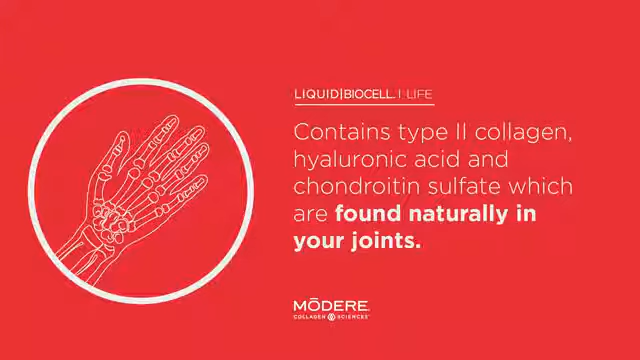 LIQUID|BIOCELL. | LIFE
Contains type II collagen,
hyaluronic acid and
chondroitin sulfate which
are found naturally in
your joints.
MŌDERE
COLLAGEN SCIENCES